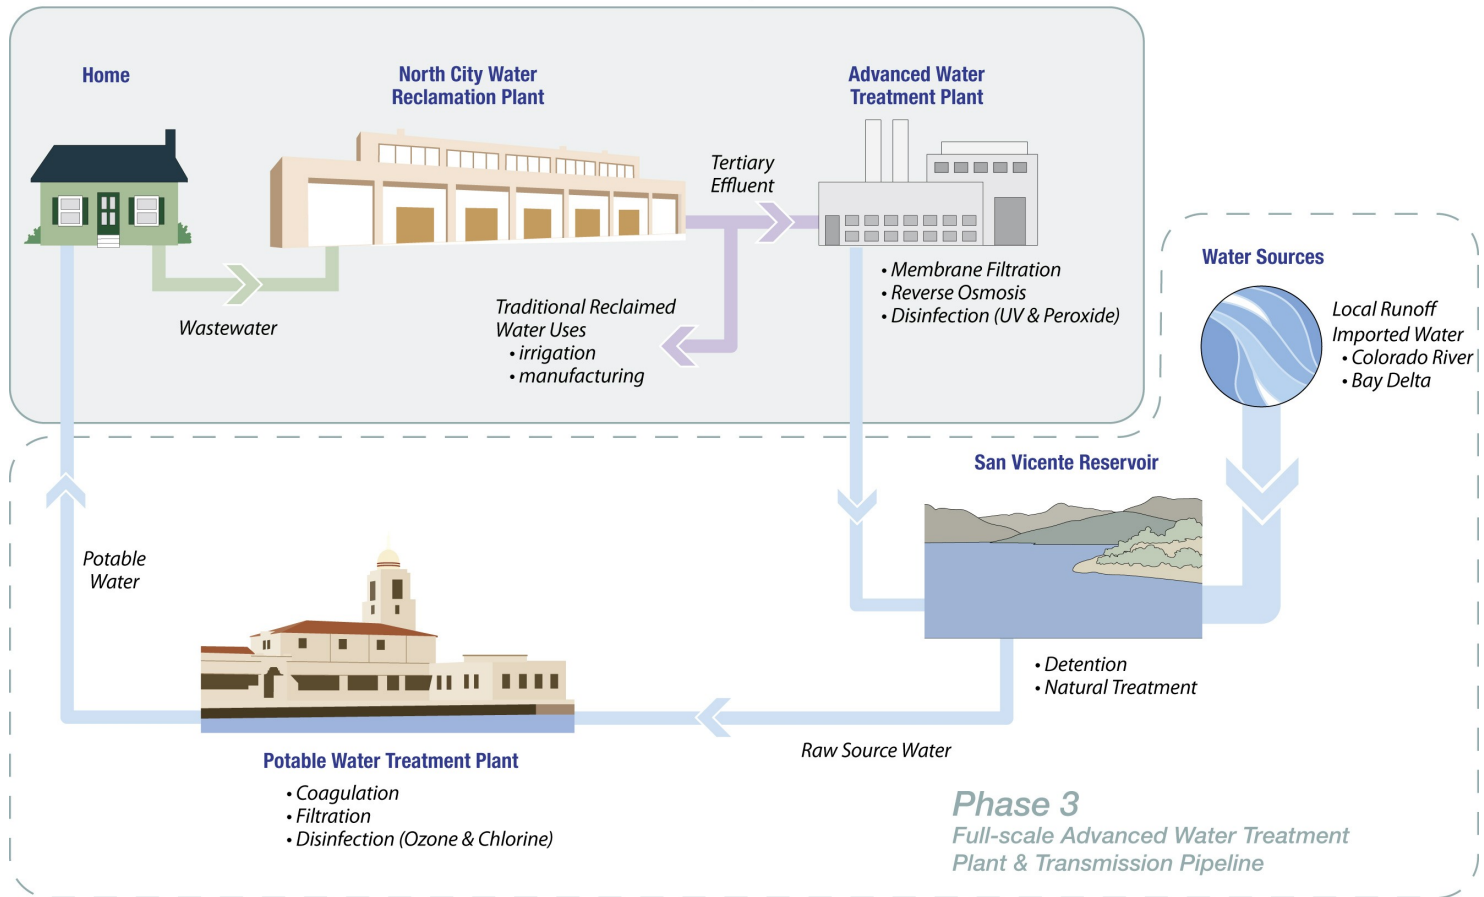 Home
North City Water
Reclamation Plant
Advanced Water
Treatment Plant
Tertiary
Effluent
Wastewater
Traditional Reclaimed
Water Uses
• irrigation
• manufacturing
• Membrane Filtration
• Reverse Osmosis
• Disinfection (UV & Peroxide)
Water Sources
Local Runoff
Imported Water
• Colorado River
• Bay Delta
San Vicente Reservoir
• Detention
• Natural Treatment
Raw Source Water
Potable
Water
Potable Water Treatment Plant
• Coagulation
• Filtration
• Disinfection (Ozone & Chlorine)
Phase 3
Full-scale Advanced Water Treatment
Plant & Transmission Pipeline